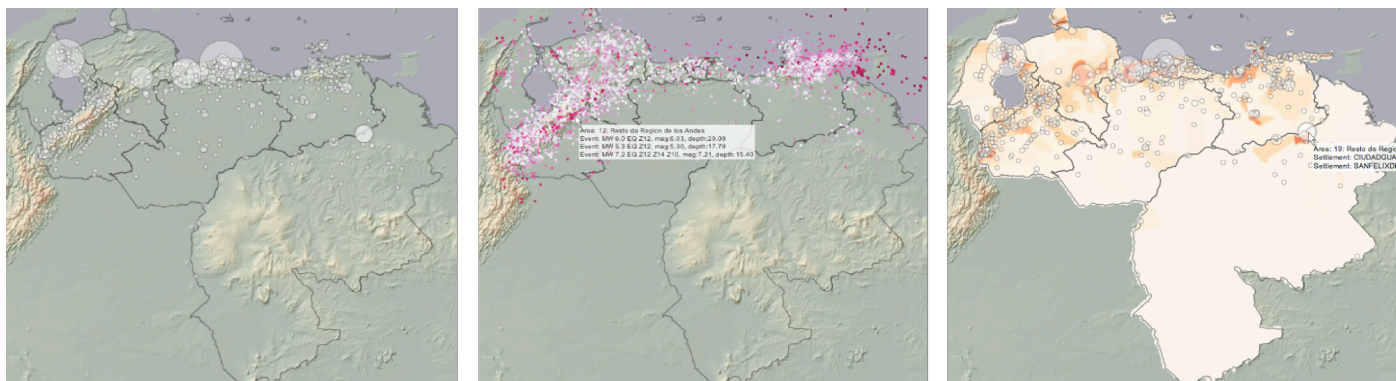 Area: 12: Resto de Region de los Andes
Event: MW 6.0 EQ Z12, mag:6.03, depth:29.00
Event: MW 5.3 EQ Z12, mag:5.30, depth:17.70
Event: MW 7.2 EQ Z12 Z14 Z10, mag:7.21, depth:15.40
Area: 19: Resto de Regio
Settlement: CIUDADGUA
Settlement: SANFELIXDE